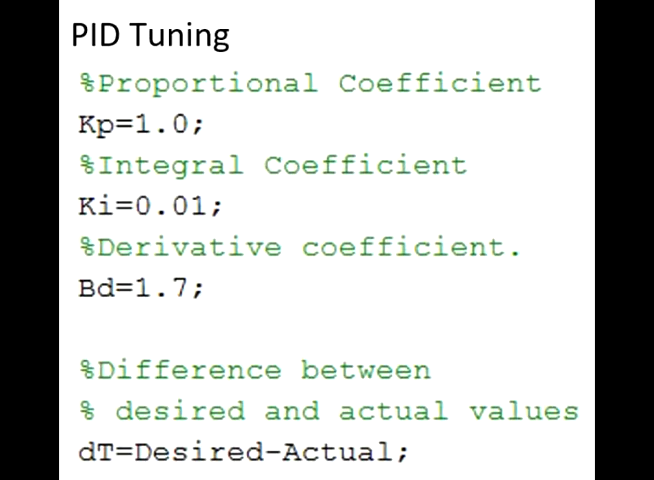 PID Tuning
%Proportional Coefficient
Kp=1.0;
%Integral Coefficient
Ki=0.01;
%Derivative coefficient.
Bd=1.7;
%Difference between
% desired and actual values
dT=Desired-Actual;